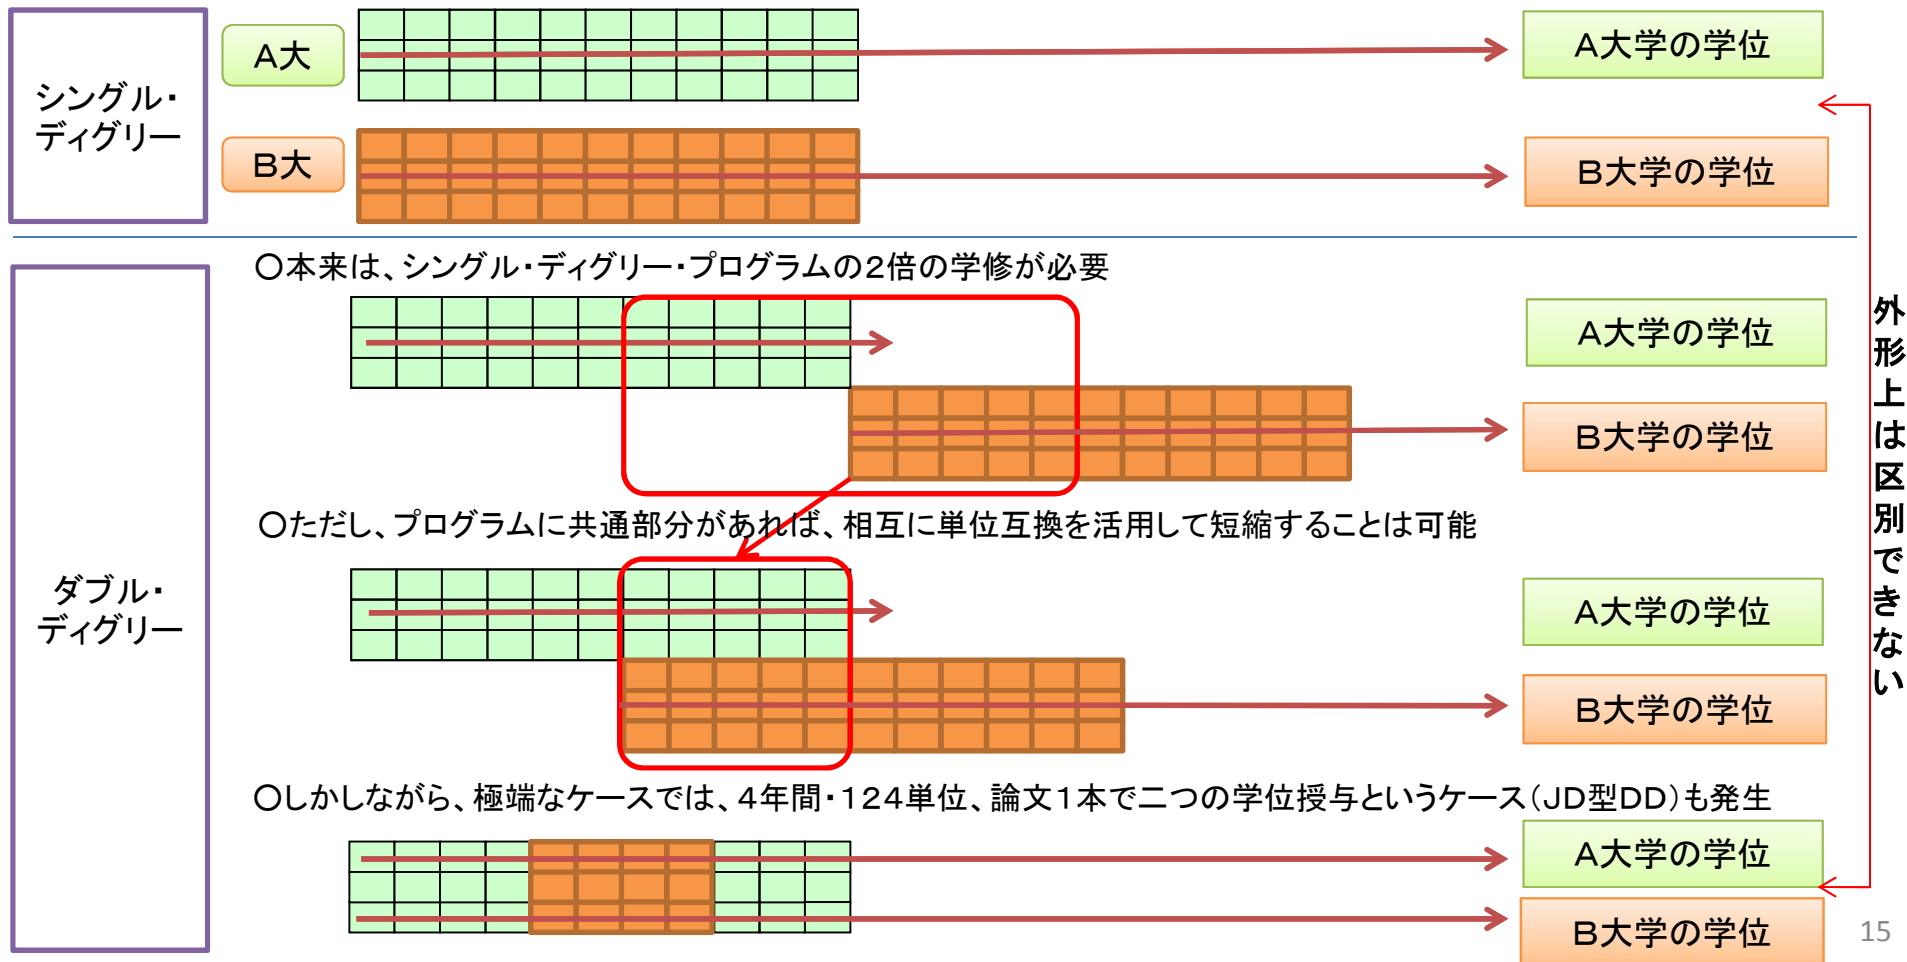 シングル・
ディグリー
A大
A大学の学位
B大
B大学の学位
○本来は、シングル・ディグリー・プログラムの2倍の学修が必要
A大学の学位
B大学の学位
外形上は区別できない
ダブル・
ディグリー
○ただし、プログラムに共通部分があれば、相互に単位互換を活用して短縮することは可能
A大学の学位
B大学の学位
○しかしながら、極端なケースでは、4年間・124単位、論文1本で二つの学位授与というケース(JD型DD)も発生
A大学の学位
B大学の学位
15